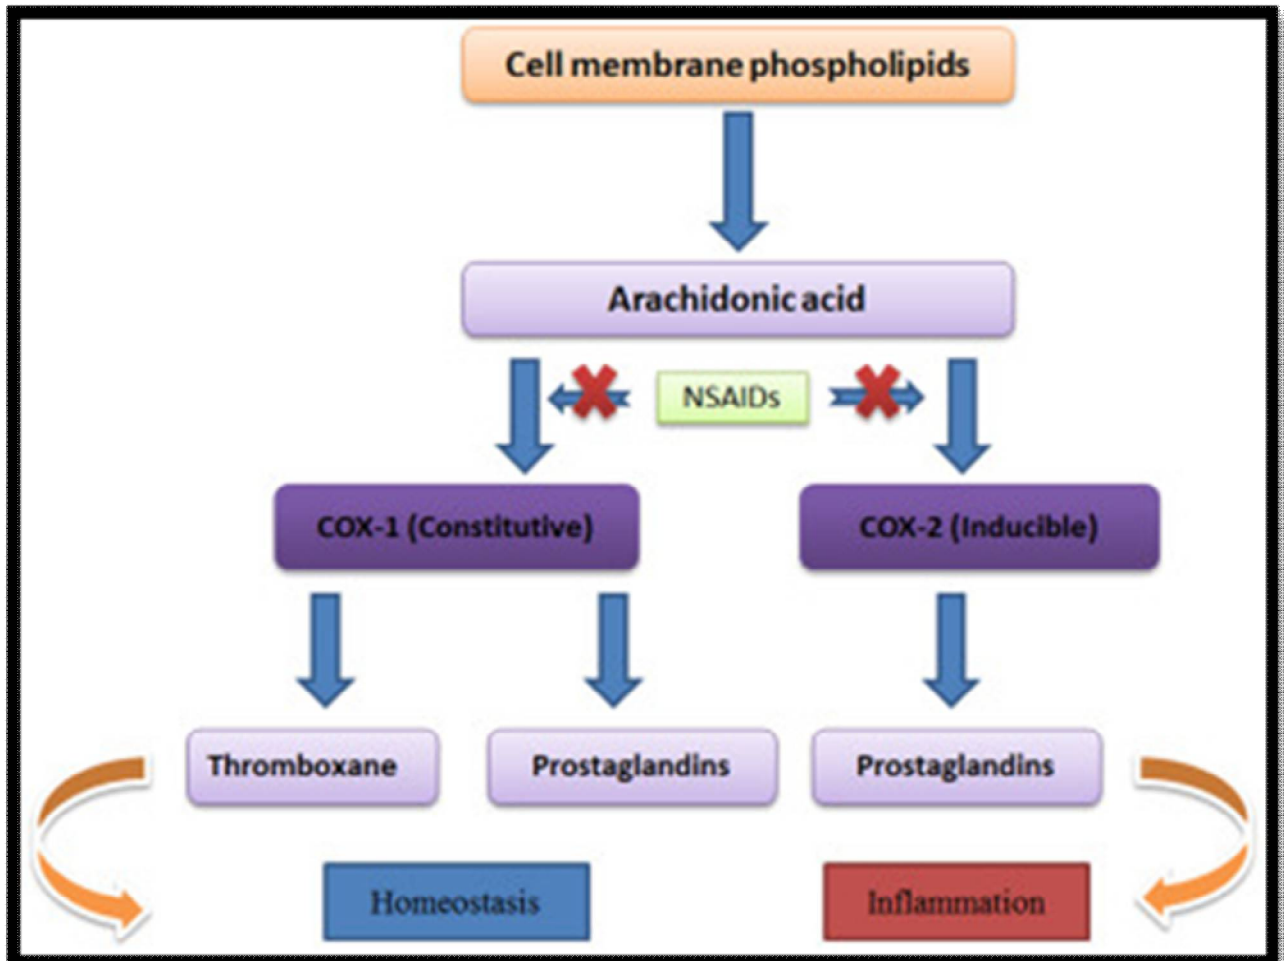 Cell membrane phospholipids
Arachidonic acid
NSAIDs
COX-1 (Constitutive)
COX-2 (Inducible)
Thromboxane
Prostaglandins
Prostaglandins
Homeostasis
Inflammation